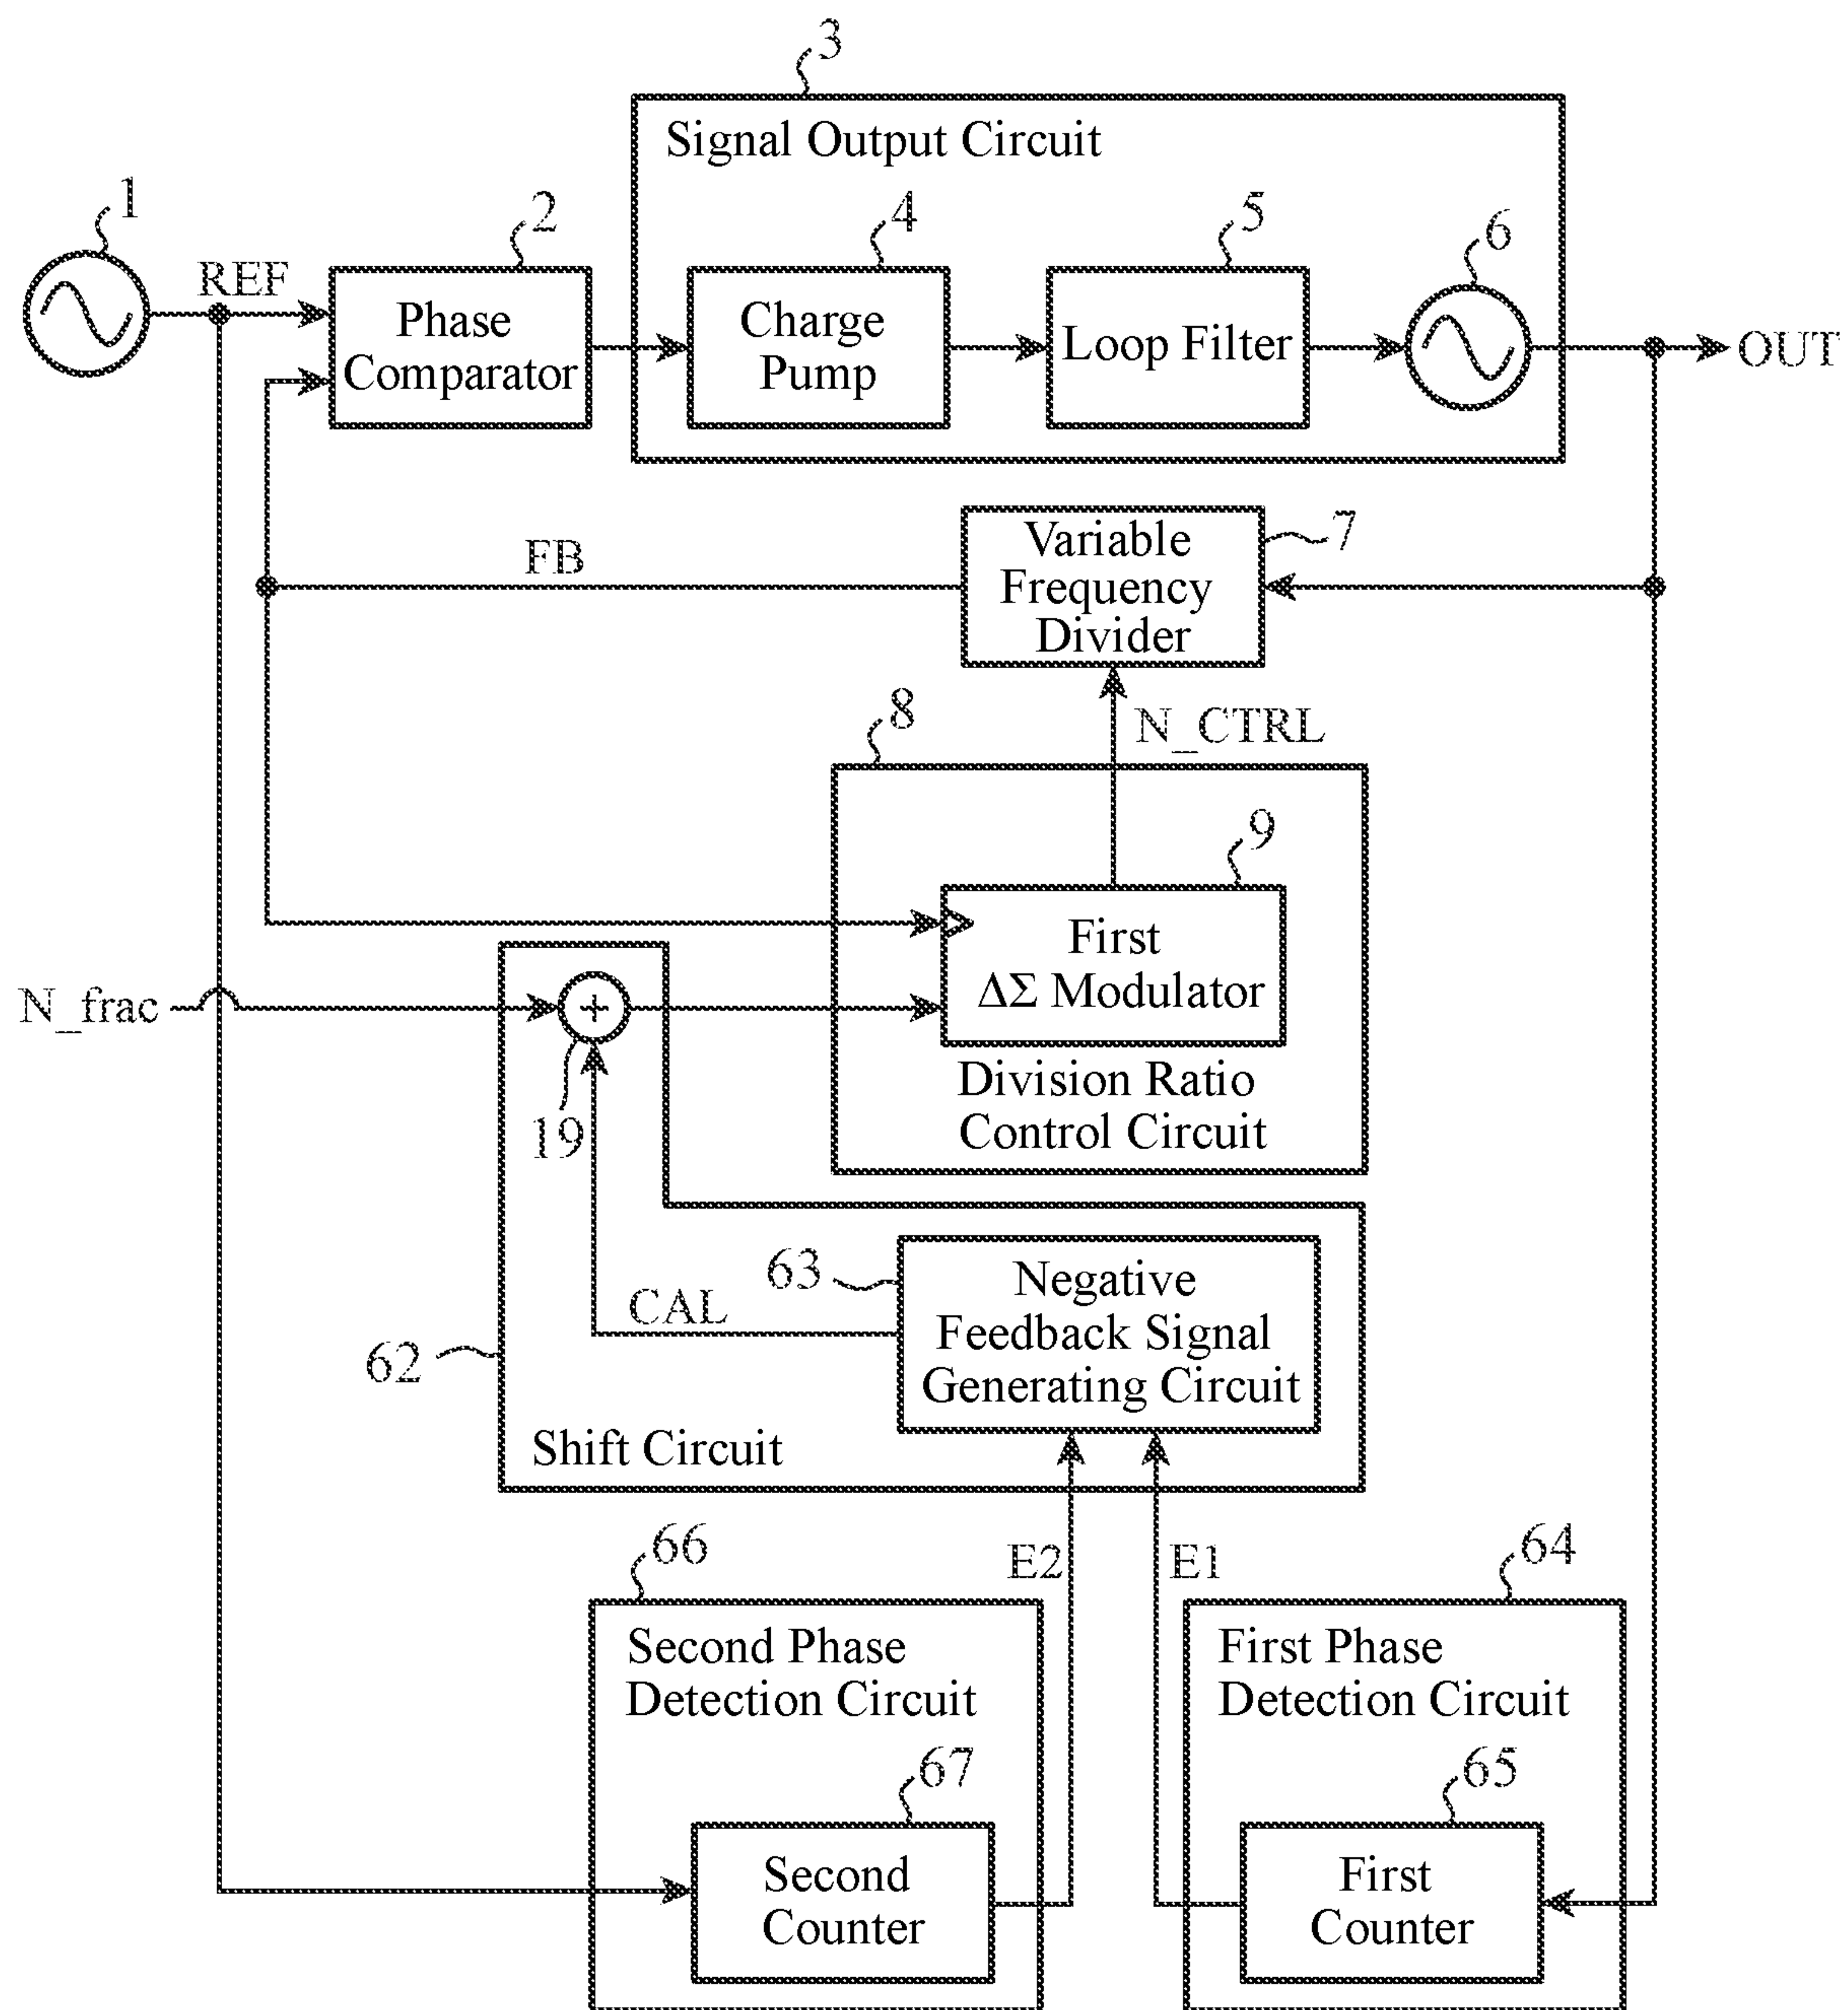 3
Signal Output Circuit
1
2
4
5
6
REF
Phase
Comparator
Charge
Pump
Loop Filter
OUT
FB
Variable
Frequency
Divider
7
8
N_CTRL
9
First
ΔΣ Modulator
N_frac
+
19
Division Ratio
Control Circuit
63
Negative
Feedback Signal
Generating Circuit
CAL
62
Shift Circuit
66
E2
E1
64
Second Phase
Detection Circuit
First Phase
Detection Circuit
67
65
Second
Counter
First
Counter